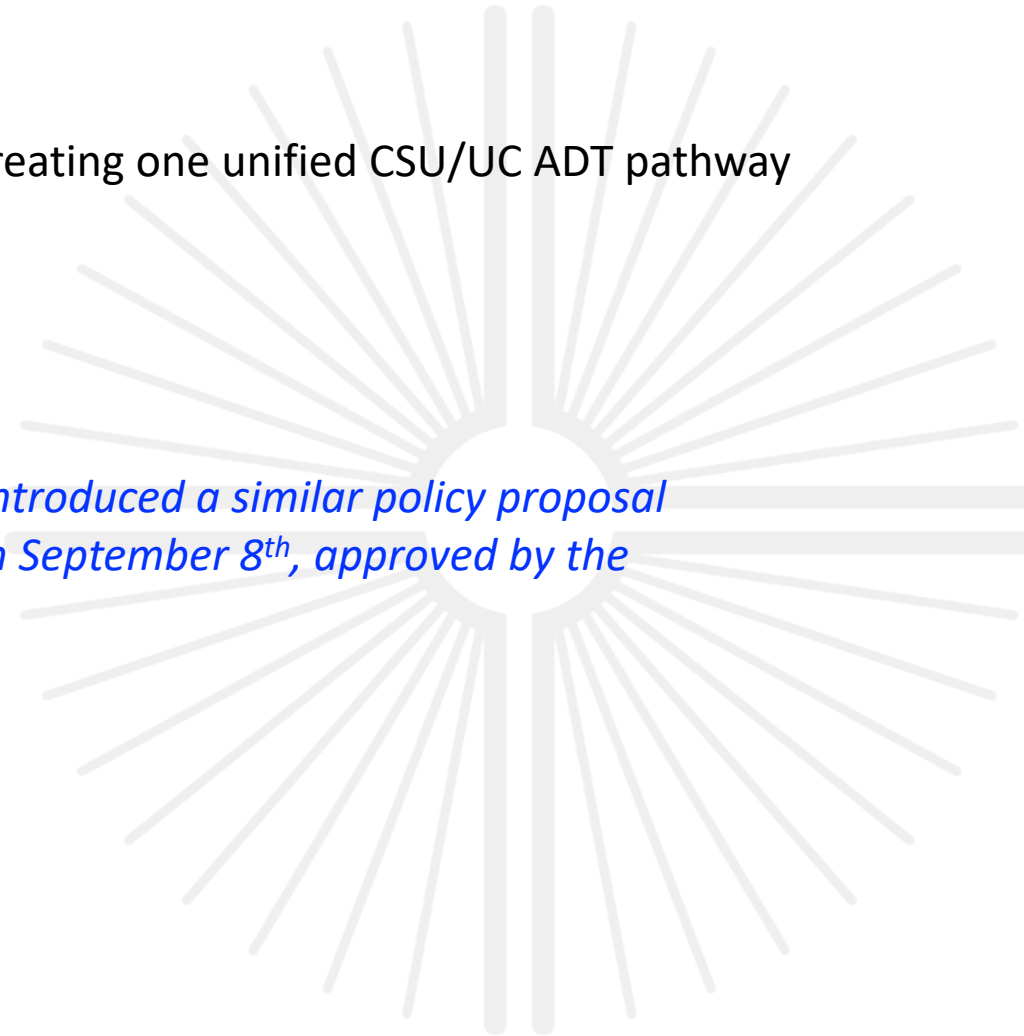 reating one unified CSU/UC ADT pathway
ntroduced a similar policy proposal
n September 8th, approved by the